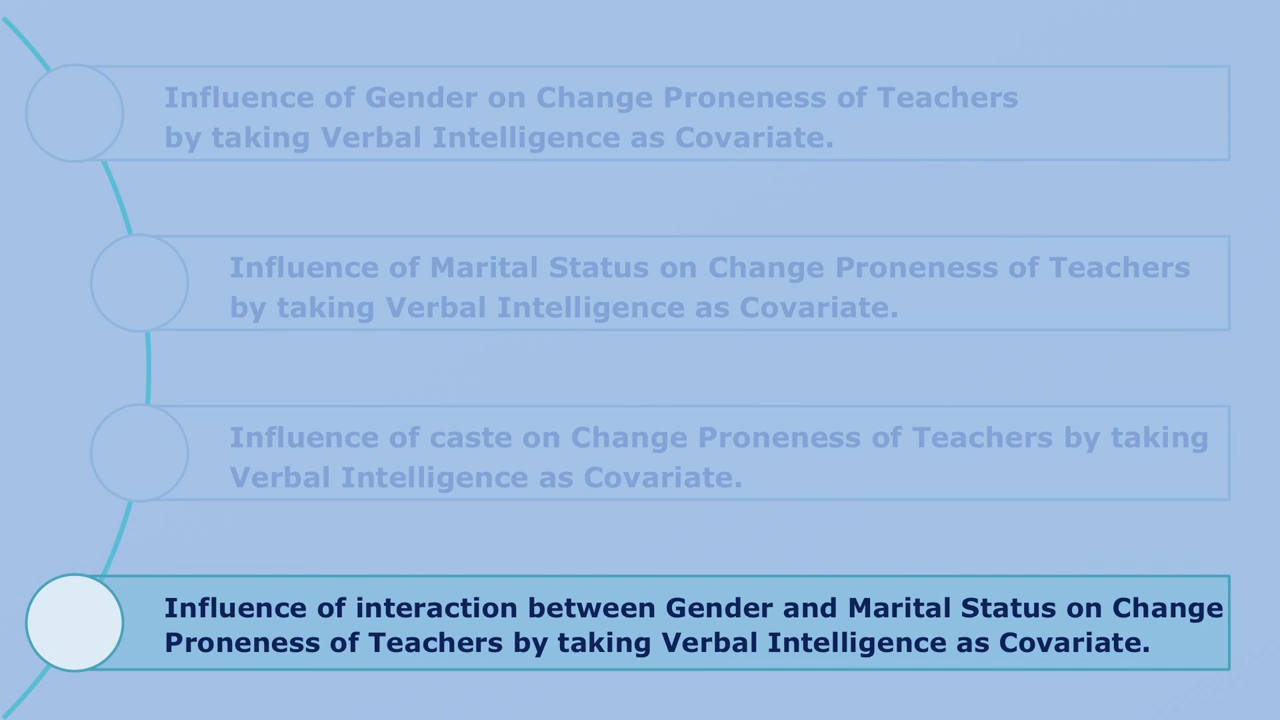 Influence of Gender on Change Proneness of Teachers
by taking Verbal Intelligence as Covariate.
Influence of Marital Status on Change Proneness of Teachers
by taking Verbal Intelligence as Covariate.
Influence of caste on Change Proneness of Teachers by taking
Verbal Intelligence as Covariate.
Influence of interaction between Gender and Marital Status on Change
Proneness of Teachers by taking Verbal Intelligence as Covariate.